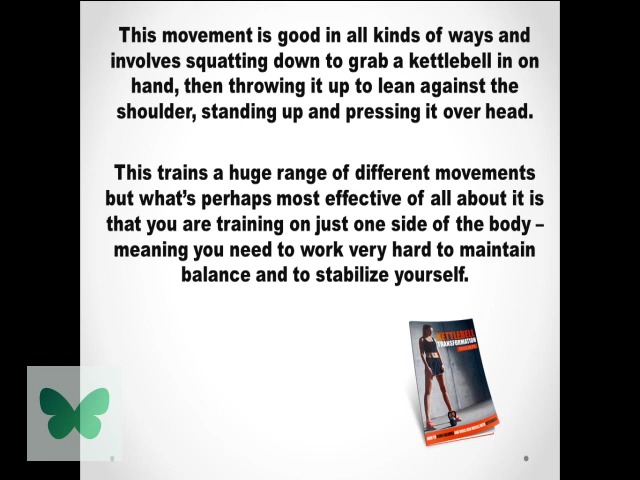 This movement is good in all kinds of ways and
involves squatting down to grab a kettlebell in on
hand, then throwing it up to lean against the
shoulder, standing up and pressing it over head.
This trains a huge range of different movements
but what's perhaps most effective of all about it is
that you are training on just one side of the body –
meaning you need to work very hard to maintain
balance and to stabilize yourself.
KETTLEBELL
TRANSFORMATION